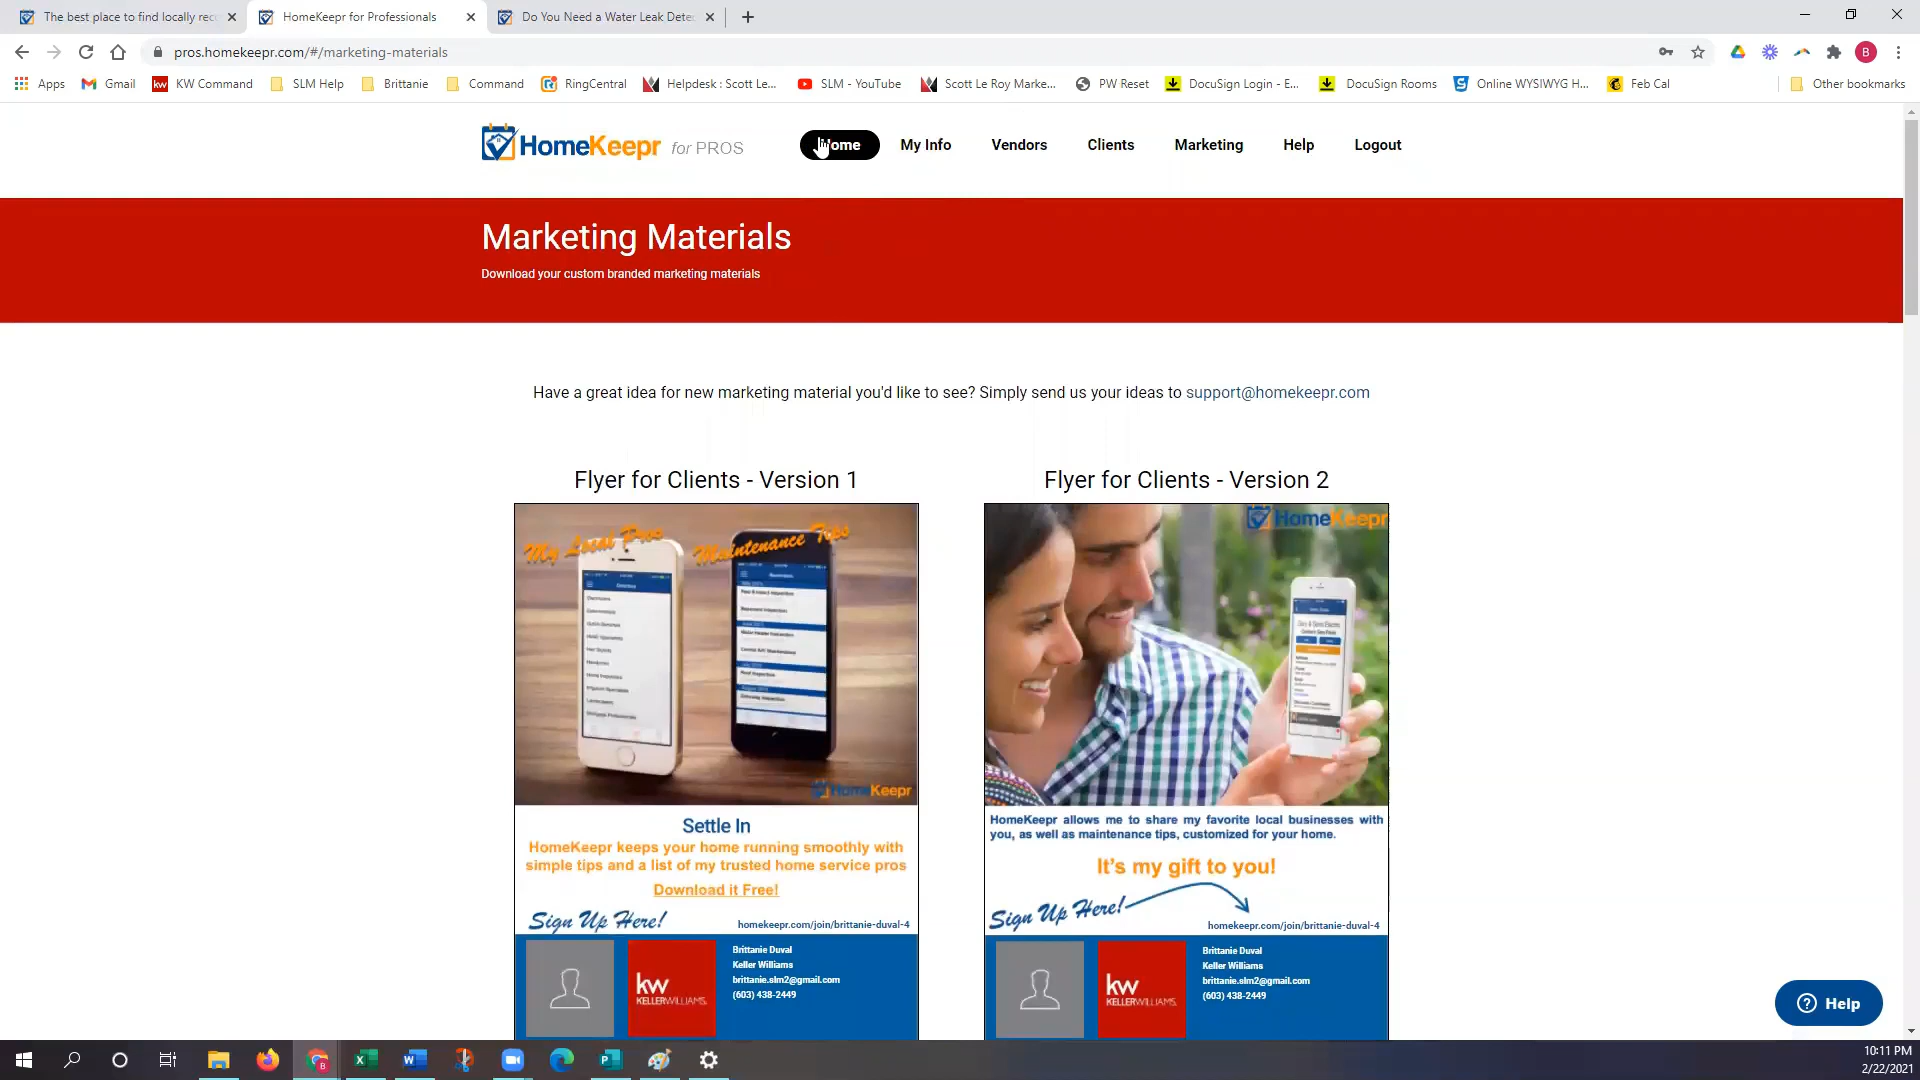 The best place to find locally rec
HomeKeepr for Professionals
Do You Need a Water Leak Dete
pros.homekeepr.com/#/marketing-materials
B
Apps
Gmail
kw KW Command
SLM Help
Brittanie
Command
RingCentral
Helpdesk : Scott Le...
SLM - YouTube
Scott Le Roy Marke...
PW Reset
DocuSign Login - E...
DocuSign Rooms
Online WYSIWYG H...
Feb Cal
Other bookmarks
HomeKeepr for PROS
Home
My Info
Vendors
Clients
Marketing
Help
Logout
Marketing Materials
Download your custom branded marketing materials
Have a great idea for new marketing material you'd like to see? Simply send us your ideas to support@homekeepr.com
Flyer for Clients - Version 1
My Local Pros
Maintenance Tips
HomeKeepr
Settle In
HomeKeepr keeps your home running smoothly with
simple tips and a list of my trusted home service pros
Download it Free!
Sign Up Here!
homekeepr.com/join/brittanie-duval-4
kw
KELLERWILLIAMS.
Brittanie Duval
Keller Williams
brittanie.slm2@gmail.com
(603) 438-2449
Flyer for Clients - Version 2
HomeKeepr
HomeKeepr allows me to share my favorite local businesses with
you, as well as maintenance tips, customized for your home.
It's my gift to you!
Sign Up Here!
homekeepr.com/join/brittanie-duval-4
kw
KELLERWILLIAMS.
Brittanie Duval
Keller Williams
brittanie.slm2@gmail.com
(603) 438-2449
Help
10:11 PM
2/22/2021